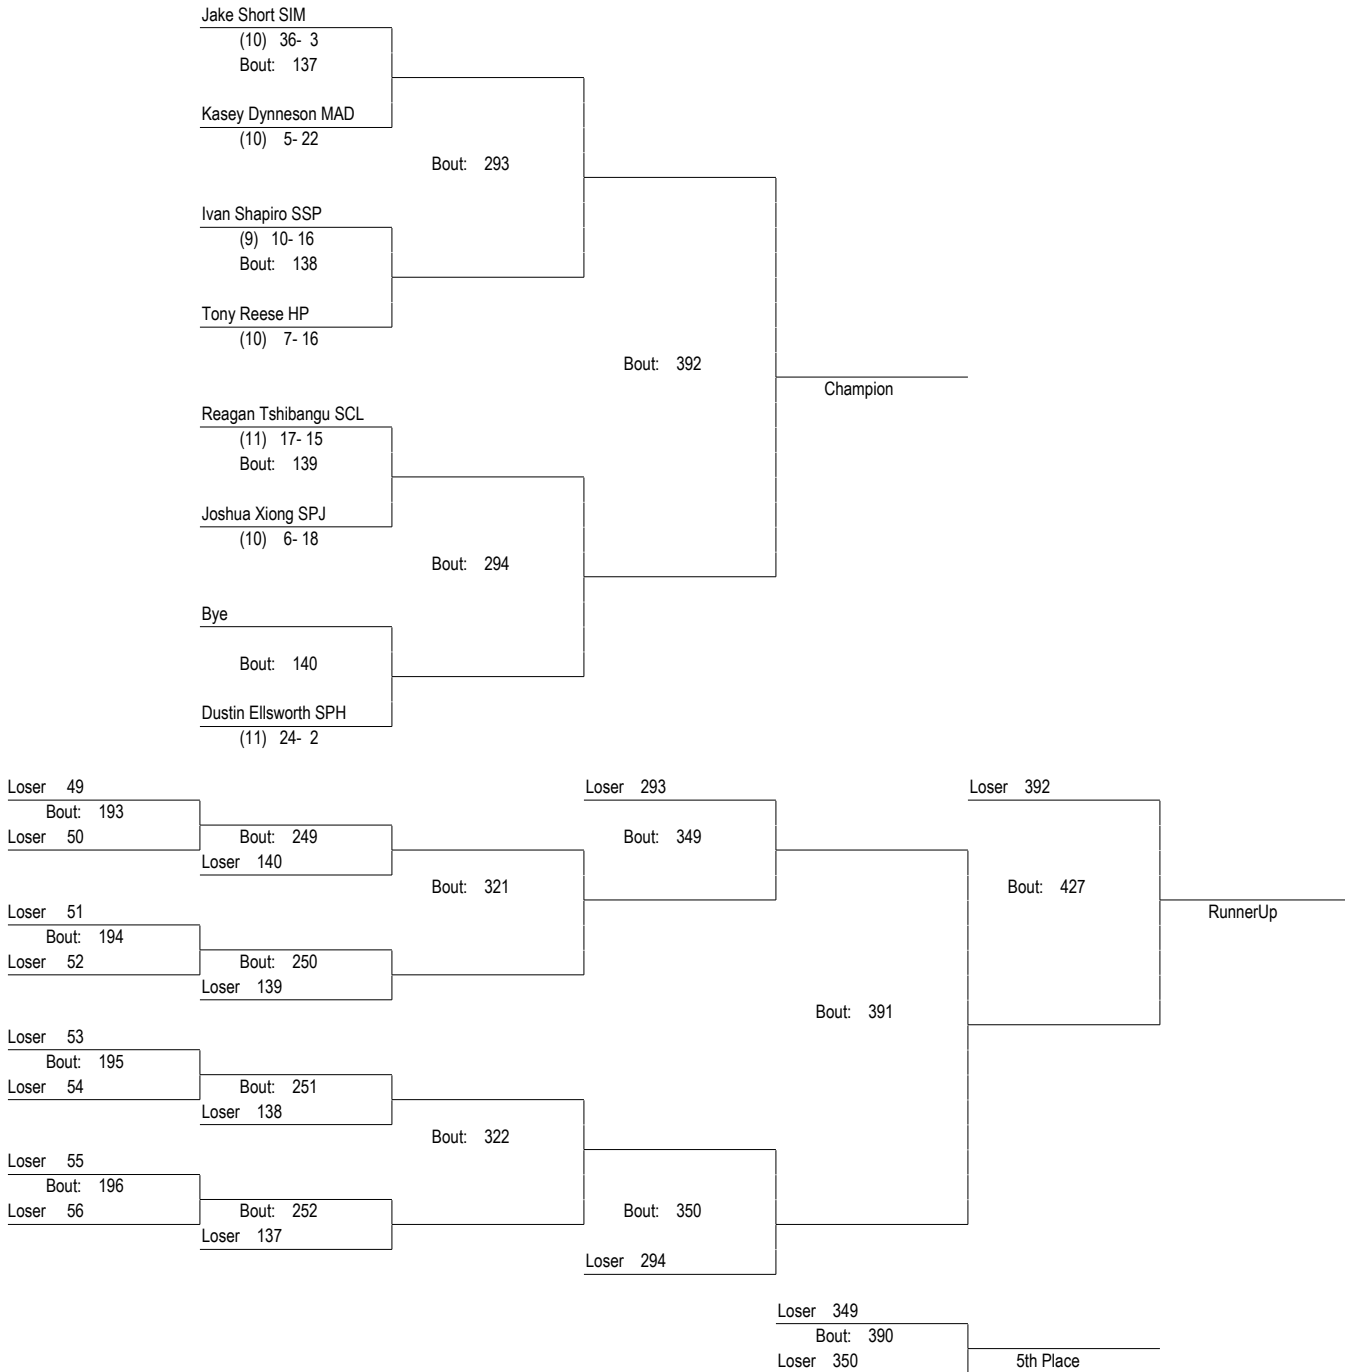 Jake Short SIM
(10) 36- 3
Bout: 137
Kasey Dynneson MAD
(10) 5- 22
Bout: 293
Ivan Shapiro SSP
(9) 10- 16
Bout: 138
Tony Reese HP
(10) 7- 16
Bout: 392
Champion
Reagan Tshibangu SCL
(11) 17- 15
Bout: 139
Joshua Xiong SPJ
(10) 6- 18
Bout: 294
Bye
Bout: 140
Dustin Ellsworth SPH
(11) 24- 2
Loser 49
Loser 293
Loser 392
Bout: 193
Loser 50
Bout: 249
Bout: 349
Loser 140
Bout: 321
Bout: 427
Loser 51
RunnerUp
Bout: 194
Loser 52
Bout: 250
Loser 139
Bout: 391
Loser 53
Bout: 195
Loser 54
Bout: 251
Loser 138
Bout: 322
Loser 55
Bout: 196
Loser 56
Bout: 252
Bout: 350
Loser 137
Loser 294
Loser 349
Bout: 390
Loser 350
5th Place